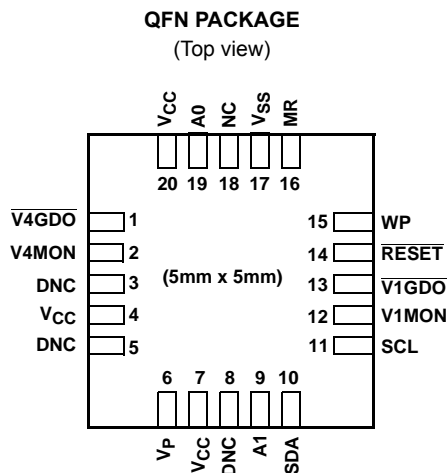 QFN PACKAGE
(Top view)
VCC A0 NC VSS MR
20 19 18 17 16
V4GDO 1
V4MON 2
DNC 3
VCC 4
DNC 5
(5mm x 5mm)
15 WP
14 RESET
13 V1GDO
12 V1MON
11 SCL
6 7 8 9 10
VP VCC DNC A1 SDA